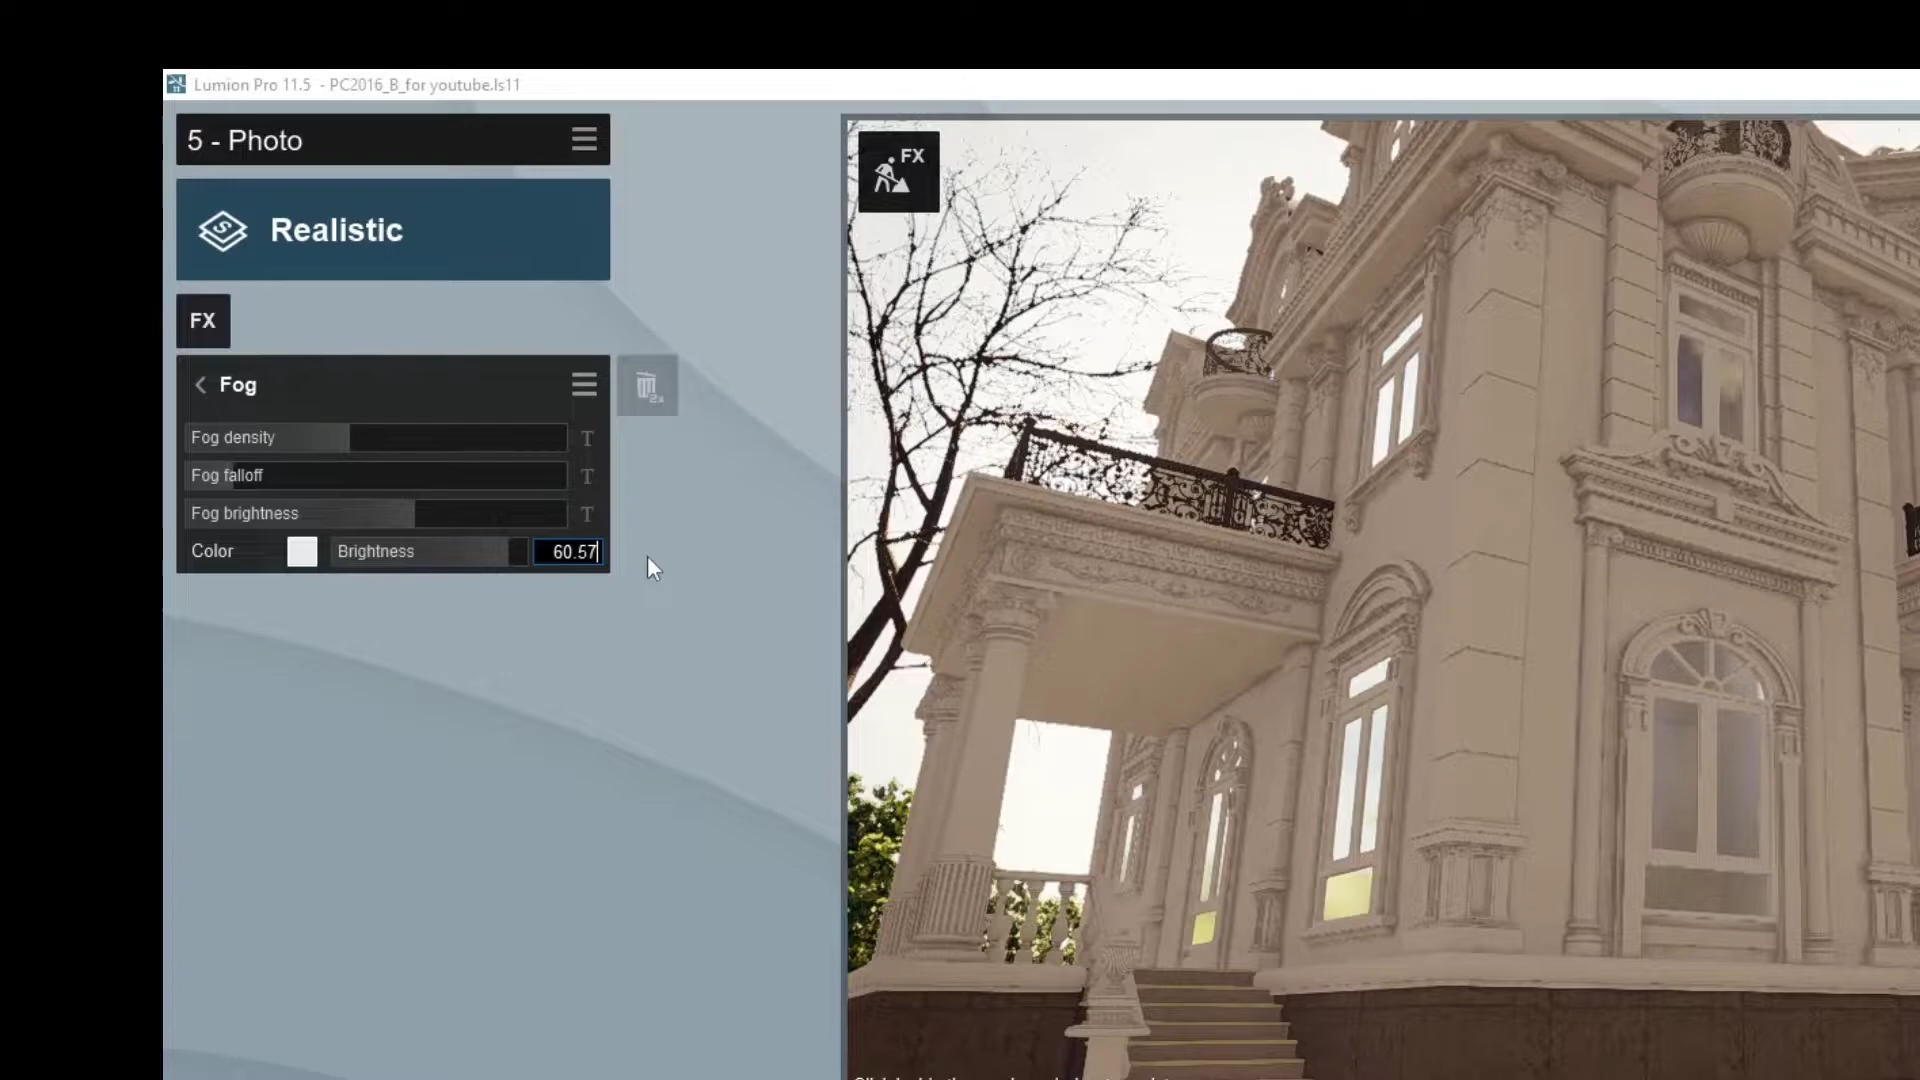 Lumion Pro 11.5 - PC2016_B_for youtube.ls11
5 - Photo
FX
Realistic
FX
Fog
2x
Fog density
T
Fog falloff
T
Fog brightness
T
Color
Brightness
60.57